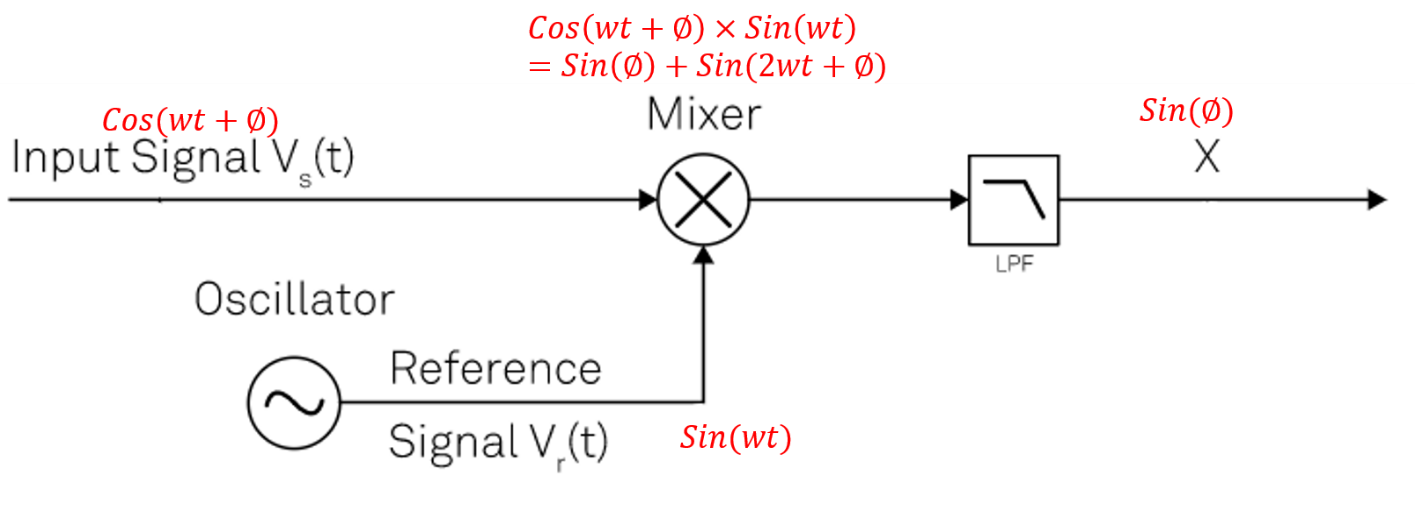 Cos(wt + ∅) × Sin(wt)
= Sin(∅) + Sin(2wt + ∅)
Mixer
Cos(wt + ∅)
Input Signal Vs(t)
Sin(∅)
X
LPF
Oscillator
Reference
Signal Vr(t)
Sin(wt)